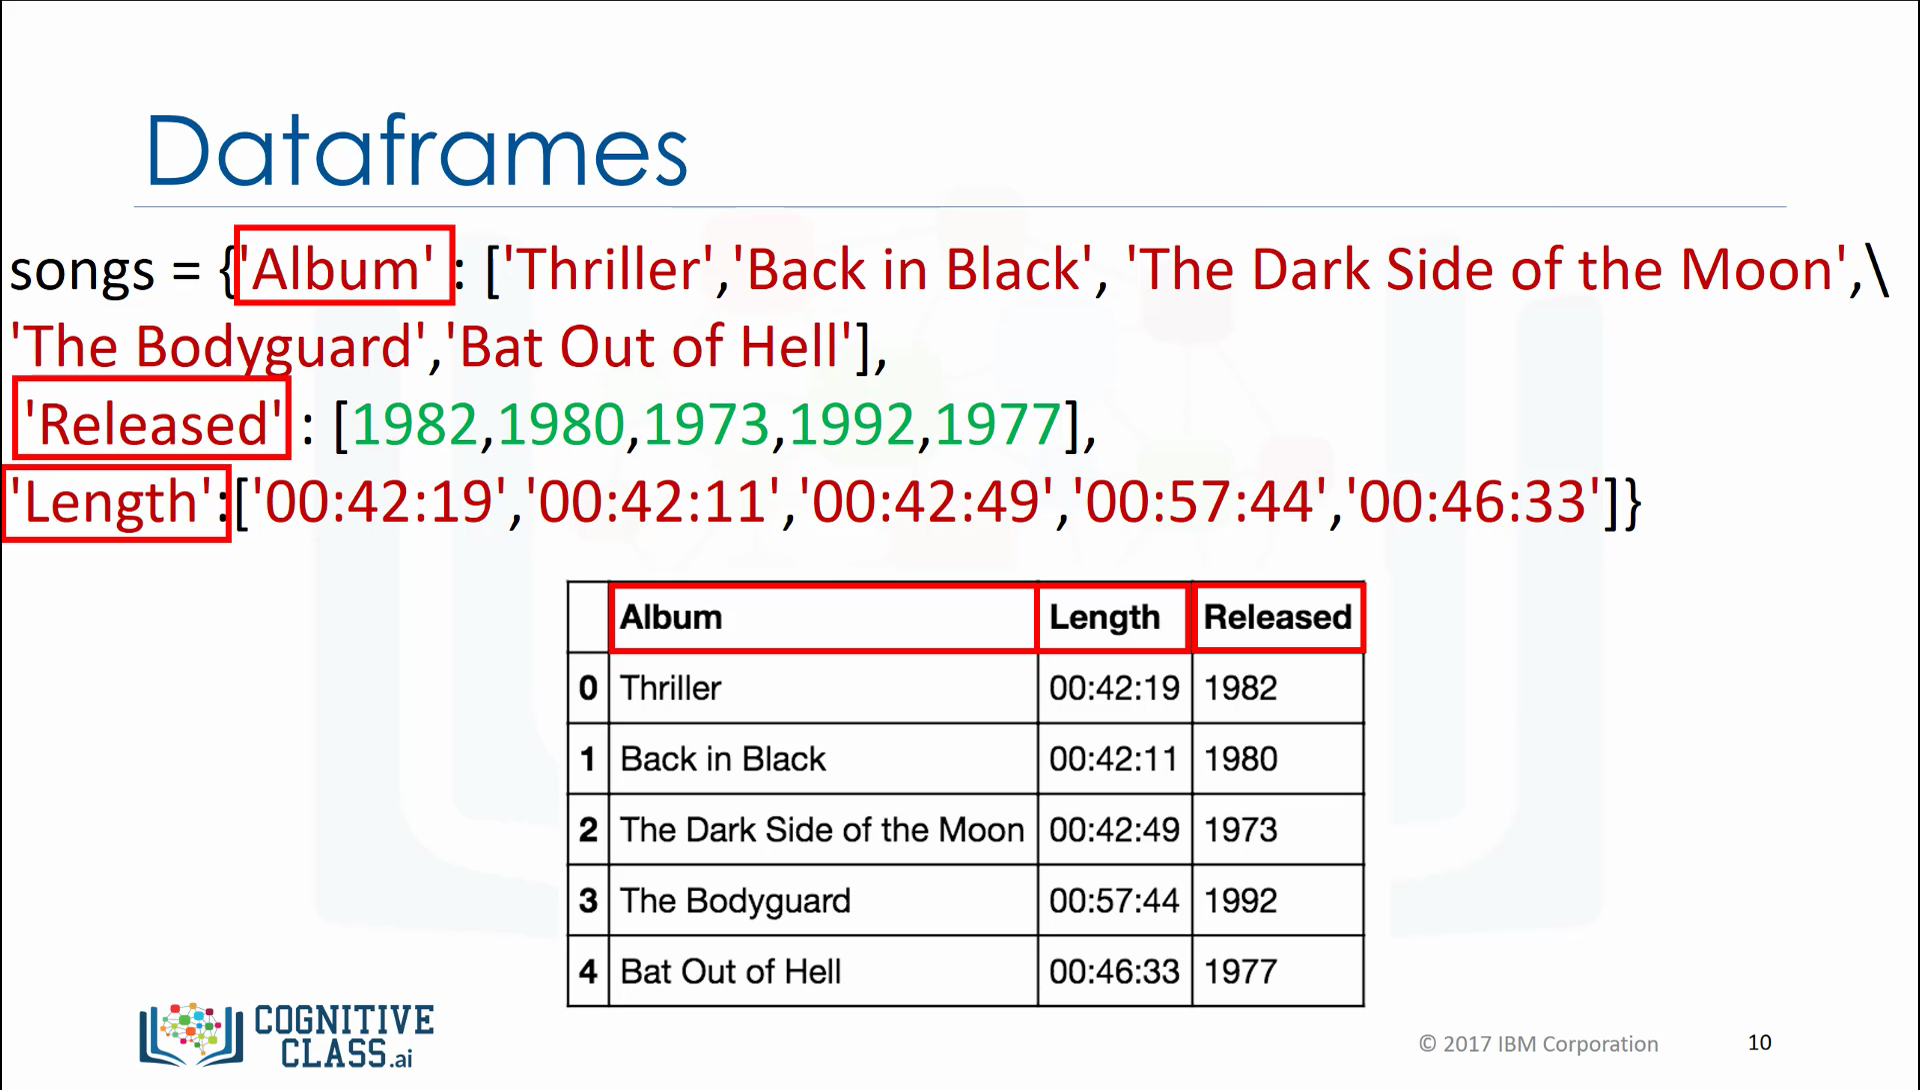 Dataframes
songs = {'Album' : ['Thriller','Back in Black', 'The Dark Side of the Moon',\
'The Bodyguard','Bat Out of Hell'],
'Released' : [1982,1980,1973,1992,1977],
'Length':['00:42:19','00:42:11','00:42:49','00:57:44','00:46:33']}
Album Length Released
0 Thriller 00:42:19 1982
1 Back in Black 00:42:11 1980
2 The Dark Side of the Moon 00:42:49 1973
3 The Bodyguard 00:57:44 1992
4 Bat Out of Hell 00:46:33 1977
COGNITIVE
CLASS.ai
© 2017 IBM Corporation 10